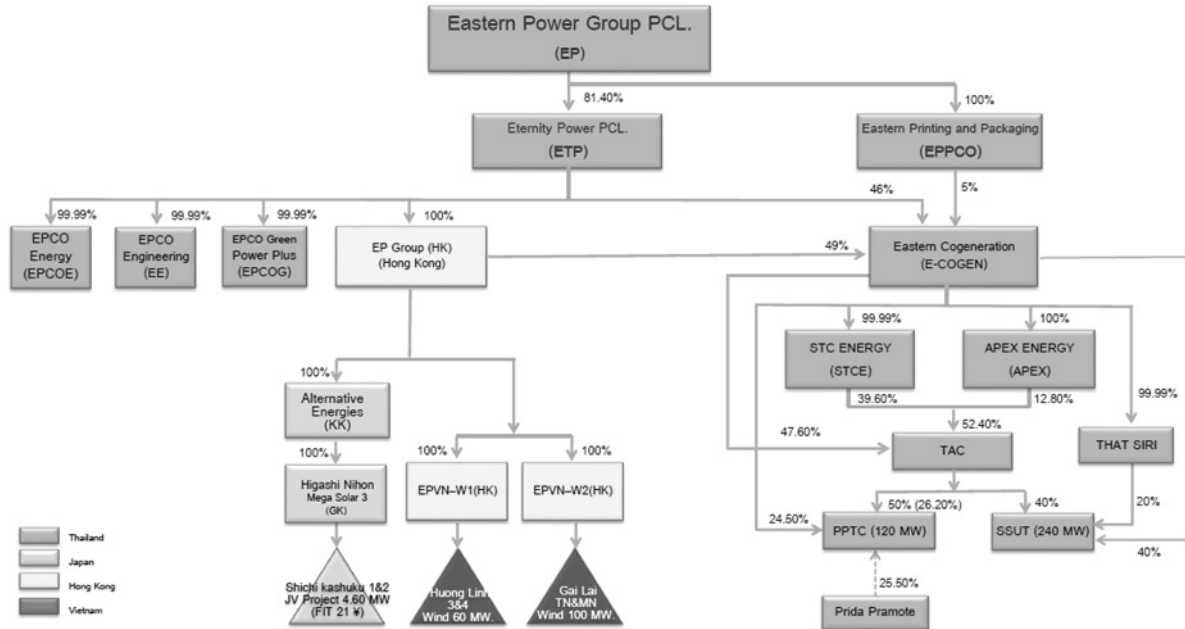 Eastern Power Group PCL.
(EP)
81.40%
100%
Eternity Power PCL.
(ETP)
Eastern Printing and Packaging
(EPPCO)
46%
5%
99.99%
99.99%
99.99%
100%
EPCO
Energy
(EPCOE)
EPCO
Engineering
(EE)
EPCO Green
Power Plus
(EPCOG)
EP Group (HK)
(Hong Kong)
49%
Eastern Cogeneration
(E-COGEN)
99.99%
100%
STC ENERGY
(STCE)
APEX ENERGY
(APEX)
100%
Alternative
Energies
(KK)
39.60%
12.80%
99.99%
52.40%
47.60%
TAC
THAT SIRI
100%
100%
100%
Higashi Nihon
Mega Solar 3
(GK)
EPVN–W1(HK)
EPVN–W2(HK)
50% (26.20%)
40%
20%
24.50%
PPTC (120 MW)
SSUT (240 MW)
40%
25.50%
Prida Pramote
Shichi kashuku 1&2
JV Project 4.60 MW
(FIT 21 ¥)
Huong Linh
3&4
Wind 60 MW.
Gai Lai
TN&MN
Wind 100 MW.
Thailand
Japan
Hong Kong
Vietnam